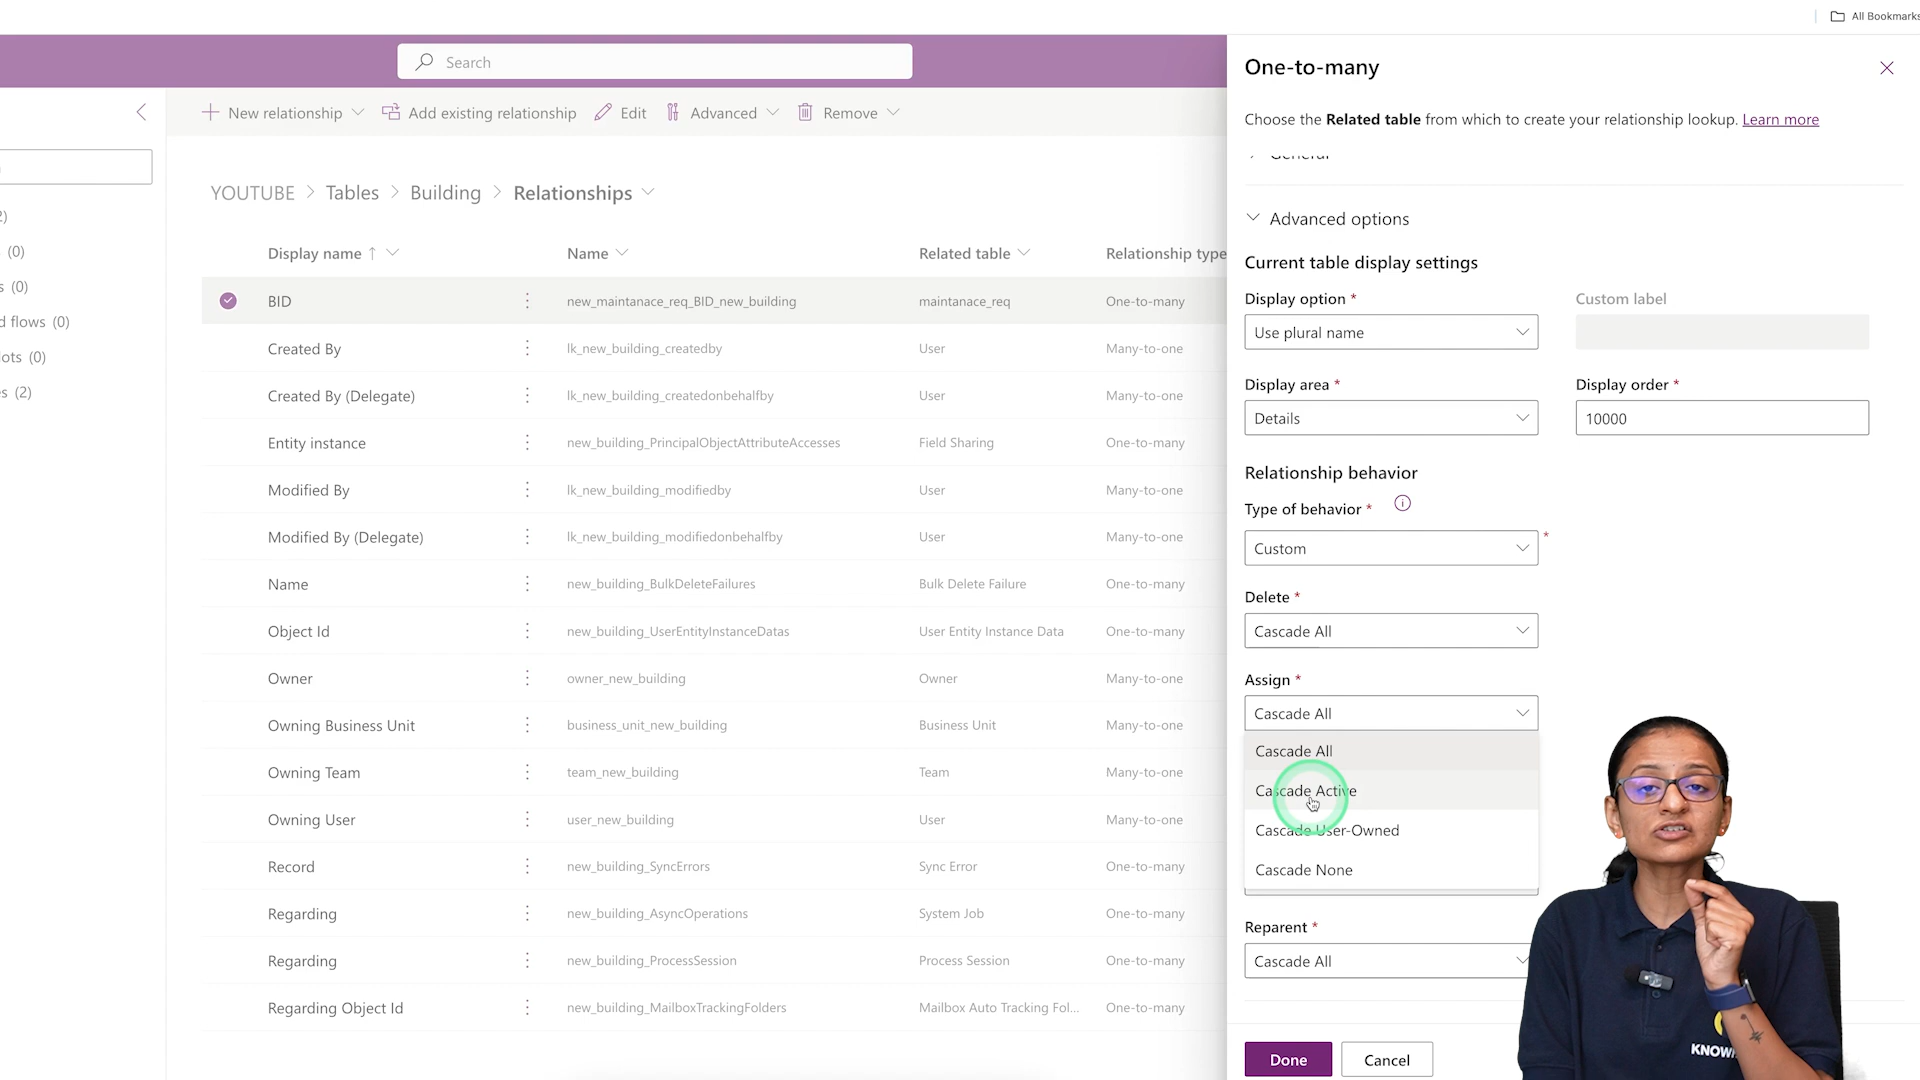 All Bookmarks
Search
New relationship
Add existing relationship
Edit
Advanced
Remove
YOUTUBE > Tables > Building > Relationships
Display name ↑
Name
Related table
Relationship type
BID
new_maintanace_req_BID_new_building
maintanace_req
One-to-many
Created By
lk_new_building_createdby
User
Many-to-one
Created By (Delegate)
lk_new_building_createdonbehalfby
User
Many-to-one
Entity instance
new_building_PrincipalObjectAttributeAccesses
Field Sharing
One-to-many
Modified By
lk_new_building_modifiedby
User
Many-to-one
Modified By (Delegate)
lk_new_building_modifiedonbehalfby
User
Many-to-one
Name
new_building_BulkDeleteFailures
Bulk Delete Failure
One-to-many
Object Id
new_building_UserEntityInstanceDatas
User Entity Instance Data
One-to-many
Owner
owner_new_building
Owner
Many-to-one
Owning Business Unit
business_unit_new_building
Business Unit
Many-to-one
Owning Team
team_new_building
Team
Many-to-one
Owning User
user_new_building
User
Many-to-one
Record
new_building_SyncErrors
Sync Error
One-to-many
Regarding
new_building_AsyncOperations
System Job
One-to-many
Regarding
new_building_ProcessSession
Process Session
One-to-many
Regarding Object Id
new_building_MailboxTrackingFolders
Mailbox Auto Tracking Fol...
One-to-many
2)
(0)
s (0)
d flows (0)
ots (0)
s (2)
One-to-many
Choose the Related table from which to create your relationship lookup. Learn more
General
Advanced options
Current table display settings
Display option *
Custom label
Use plural name
Display area *
Display order *
Details
10000
Relationship behavior
Type of behavior *
Custom
*
Delete *
Cascade All
Assign *
Cascade All
Cascade All
Cascade Active
Cascade User-Owned
Cascade None
Reparent *
Cascade All
Done
Cancel
KNOW